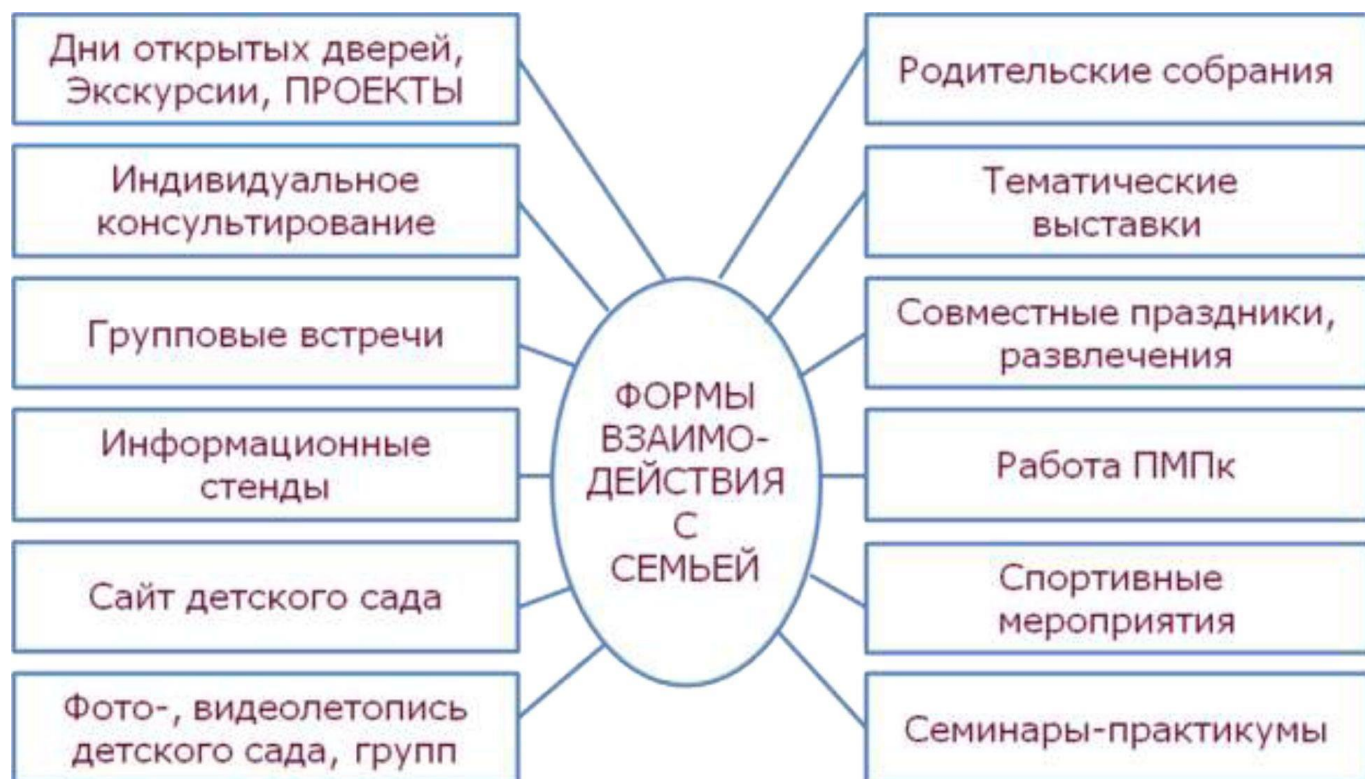 Дни открытых дверей,
Экскурсии, ПРОЕКТЫ
Индивидуальное
консультирование
Групповые встречи
Информационные
стенды
Сайт детского сада
Фото-, видеолетопись
детского сада, групп
ФОРМЫ
ВЗАИМО-
ДЕЙСТВИЯ
С
СЕМЬЕЙ
Родительские собрания
Тематические
выставки
Совместные праздники,
развлечения
Работа ПМПк
Спортивные
мероприятия
Семинары-практикумы